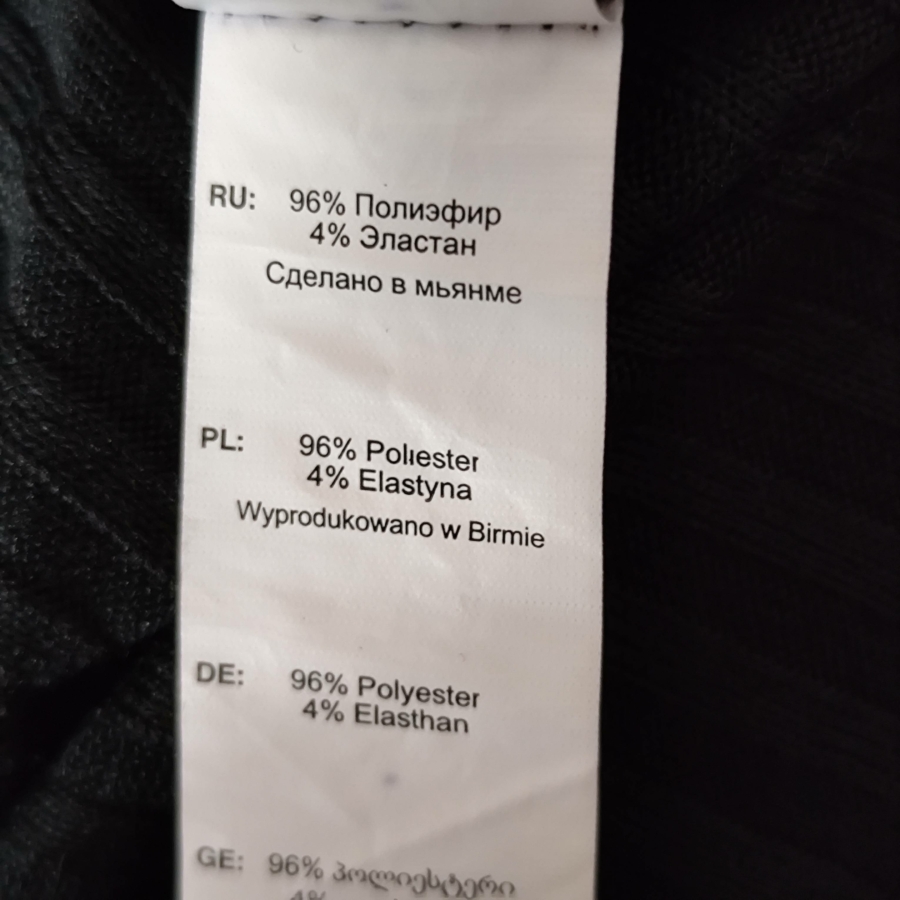 RU: 96% Полиэфир
4% Эластан
Сделано в мьянме
PL: 96% Poliester
4% Elastyna
Wyprodukowano w Birmie
DE: 96% Polyester
4% Elasthan
GE: 96% პოლიესტერი
4%